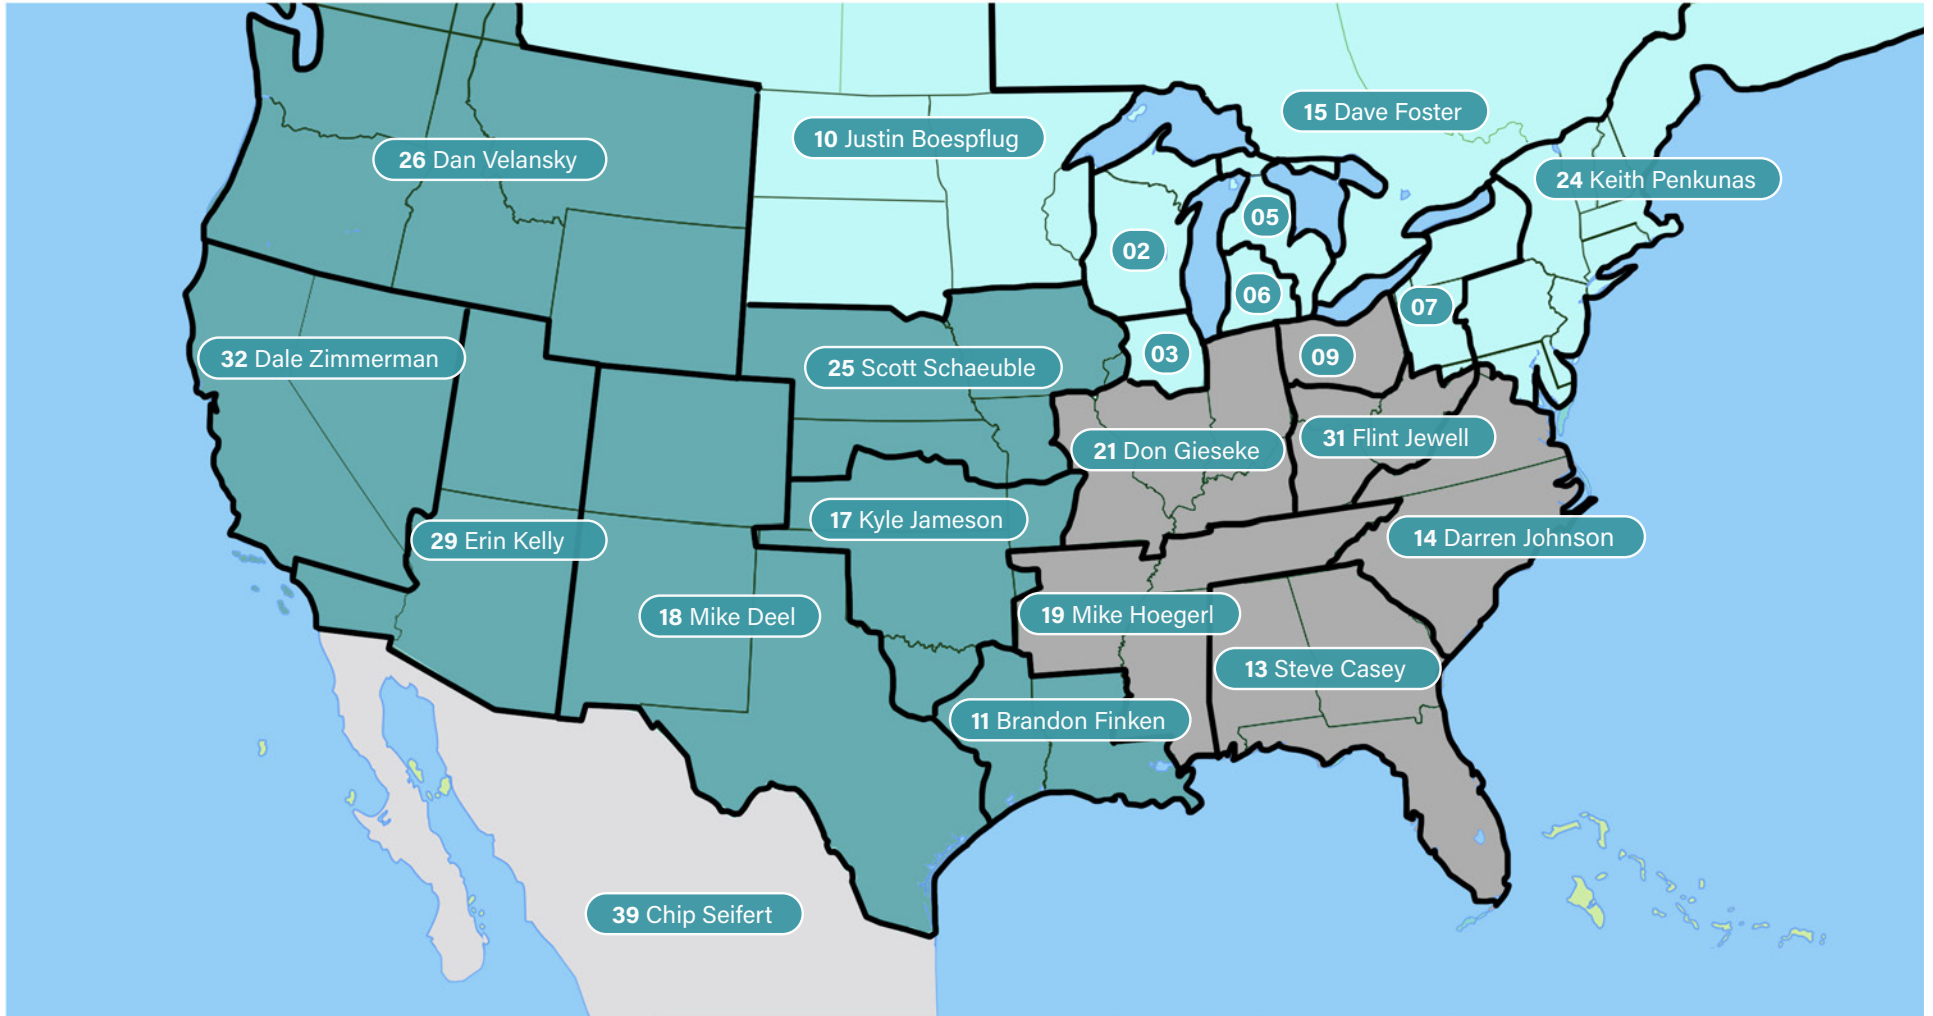 15 Dave Foster
10 Justin Boespflug
26 Dan Velansky
24 Keith Penkunas
05
02
06
07
32 Dale Zimmerman
25 Scott Schaeuble
03
09
21 Don Gieseke
31 Flint Jewell
17 Kyle Jameson
29 Erin Kelly
14 Darren Johnson
18 Mike Deel
19 Mike Hoegerl
13 Steve Casey
11 Brandon Finken
39 Chip Seifert